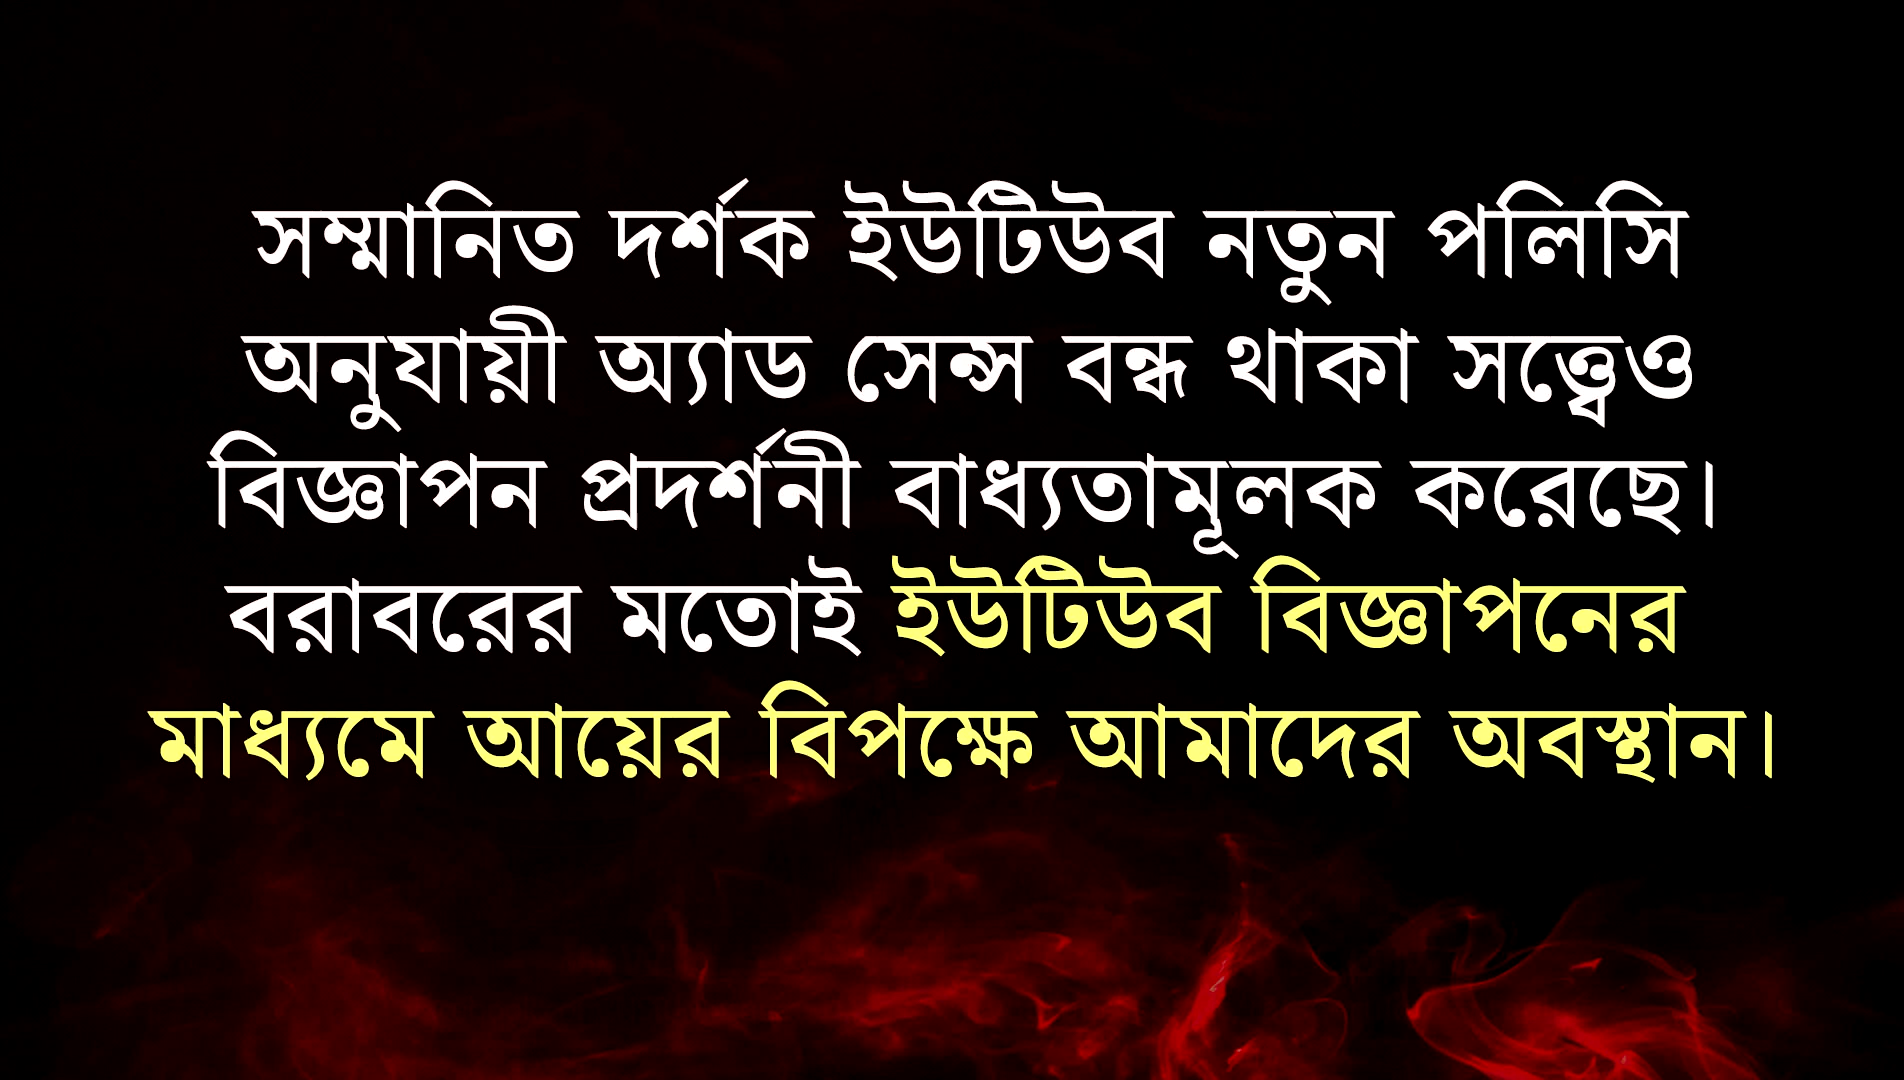 সম্মানিত দর্শক ইউটিউব নতুন পলিসি
অনুযায়ী অ্যাড সেন্স বন্ধ থাকা সত্ত্বেও
বিজ্ঞাপন প্রদর্শনী বাধ্যতামূলক করেছে।
বরাবরের মতোই ইউটিউব বিজ্ঞাপনের
মাধ্যমে আয়ের বিপক্ষে আমাদের অবস্থান।